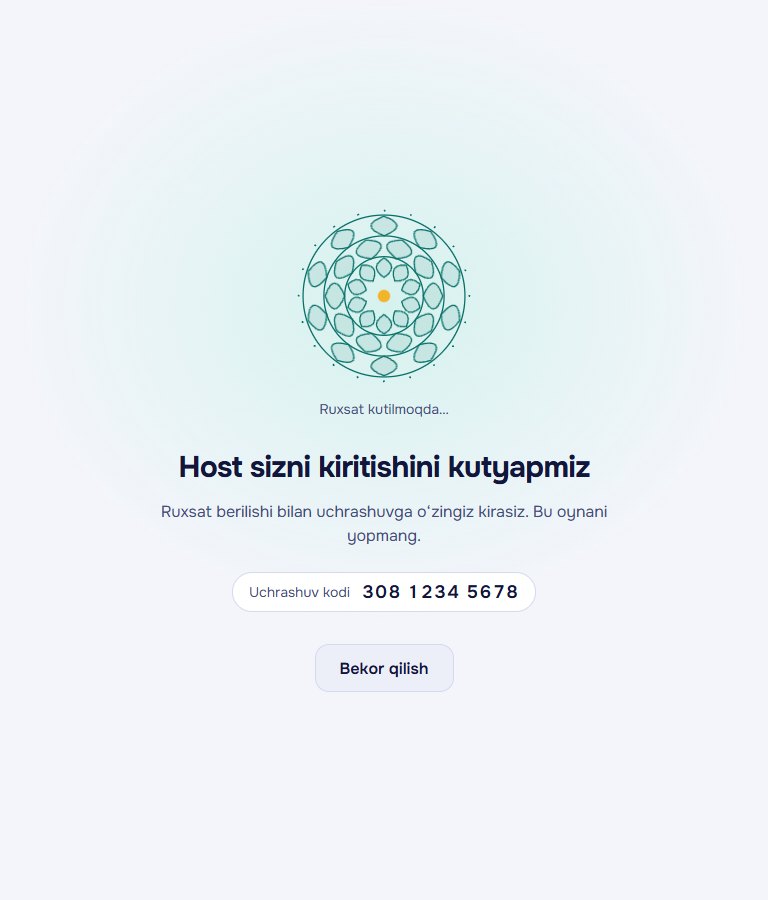 Ruxsat kutilmoqda...
Host sizni kiritishini kutyapmiz
Ruxsat berilishi bilan uchrashuvga oʻzingiz kirasiz. Bu oynani
yopmang.
Uchrashuv kodi 308 1234 5678
Bekor qilish